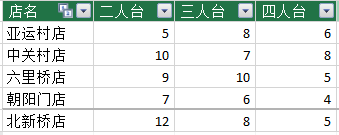 店名 二人台 三人台 四人台
亚运村店 5 8 6
中关村店 10 7 8
六里桥店 9 10 5
朝阳门店 7 6 4
北新桥店 12 8 5